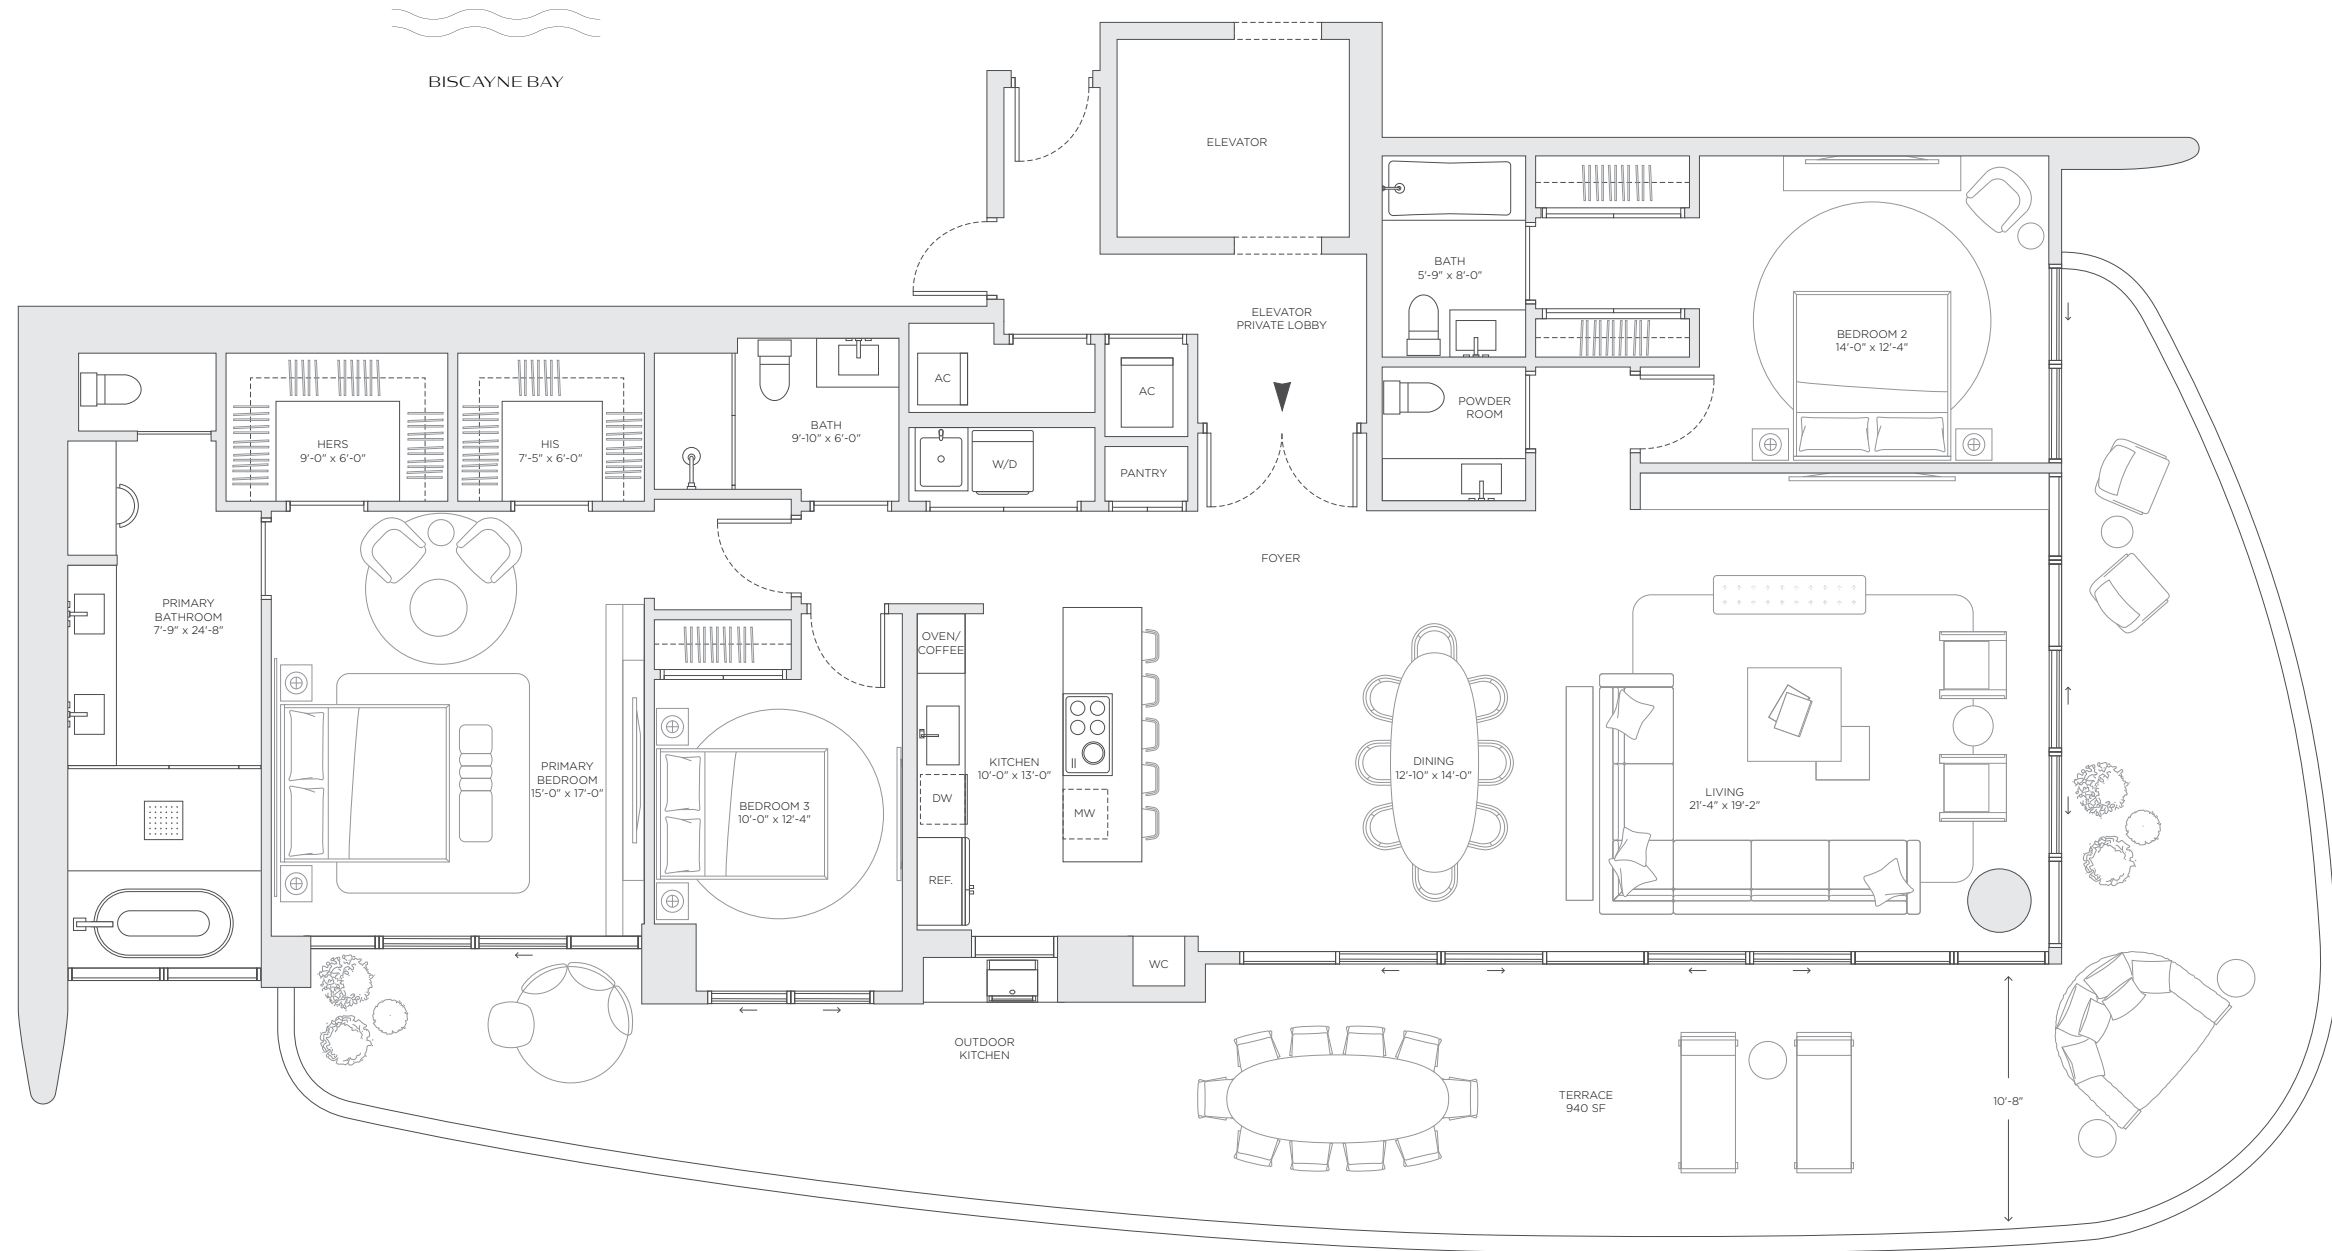 BISCAYNE BAY
ELEVATOR
BATH
5'-9" x 8'-0"
ELEVATOR
PRIVATE LOBBY
BEDROOM 2
14'-0" x 12'-4"
AC
AC
POWDER
ROOM
HERS
9'-0" x 6'-0"
HIS
7'-5" x 6'-0"
BATH
9'-10" x 6'-0"
W/D
PANTRY
FOYER
PRIMARY
BATHROOM
7'-9" x 24'-8"
OVEN/
COFFEE
PRIMARY
BEDROOM
15'-0" x 17'-0"
BEDROOM 3
10'-0" x 12'-4"
KITCHEN
10'-0" x 13'-0"
DW
MW
DINING
12'-10" x 14'-0"
LIVING
21'-4" x 19'-2"
REF.
WC
OUTDOOR
KITCHEN
TERRACE
940 SF
10'-8"